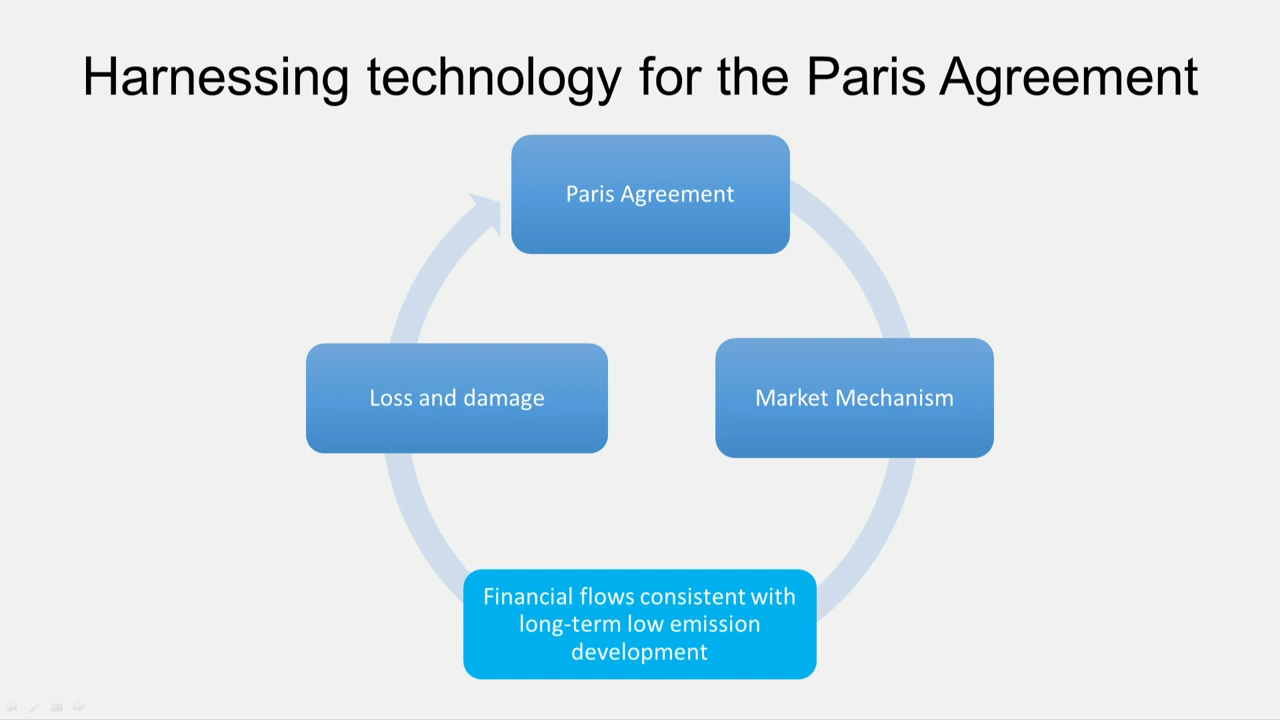 Harnessing technology for the Paris Agreement
Paris Agreement
Loss and damage
Market Mechanism
Financial flows consistent with
long-term low emission
development